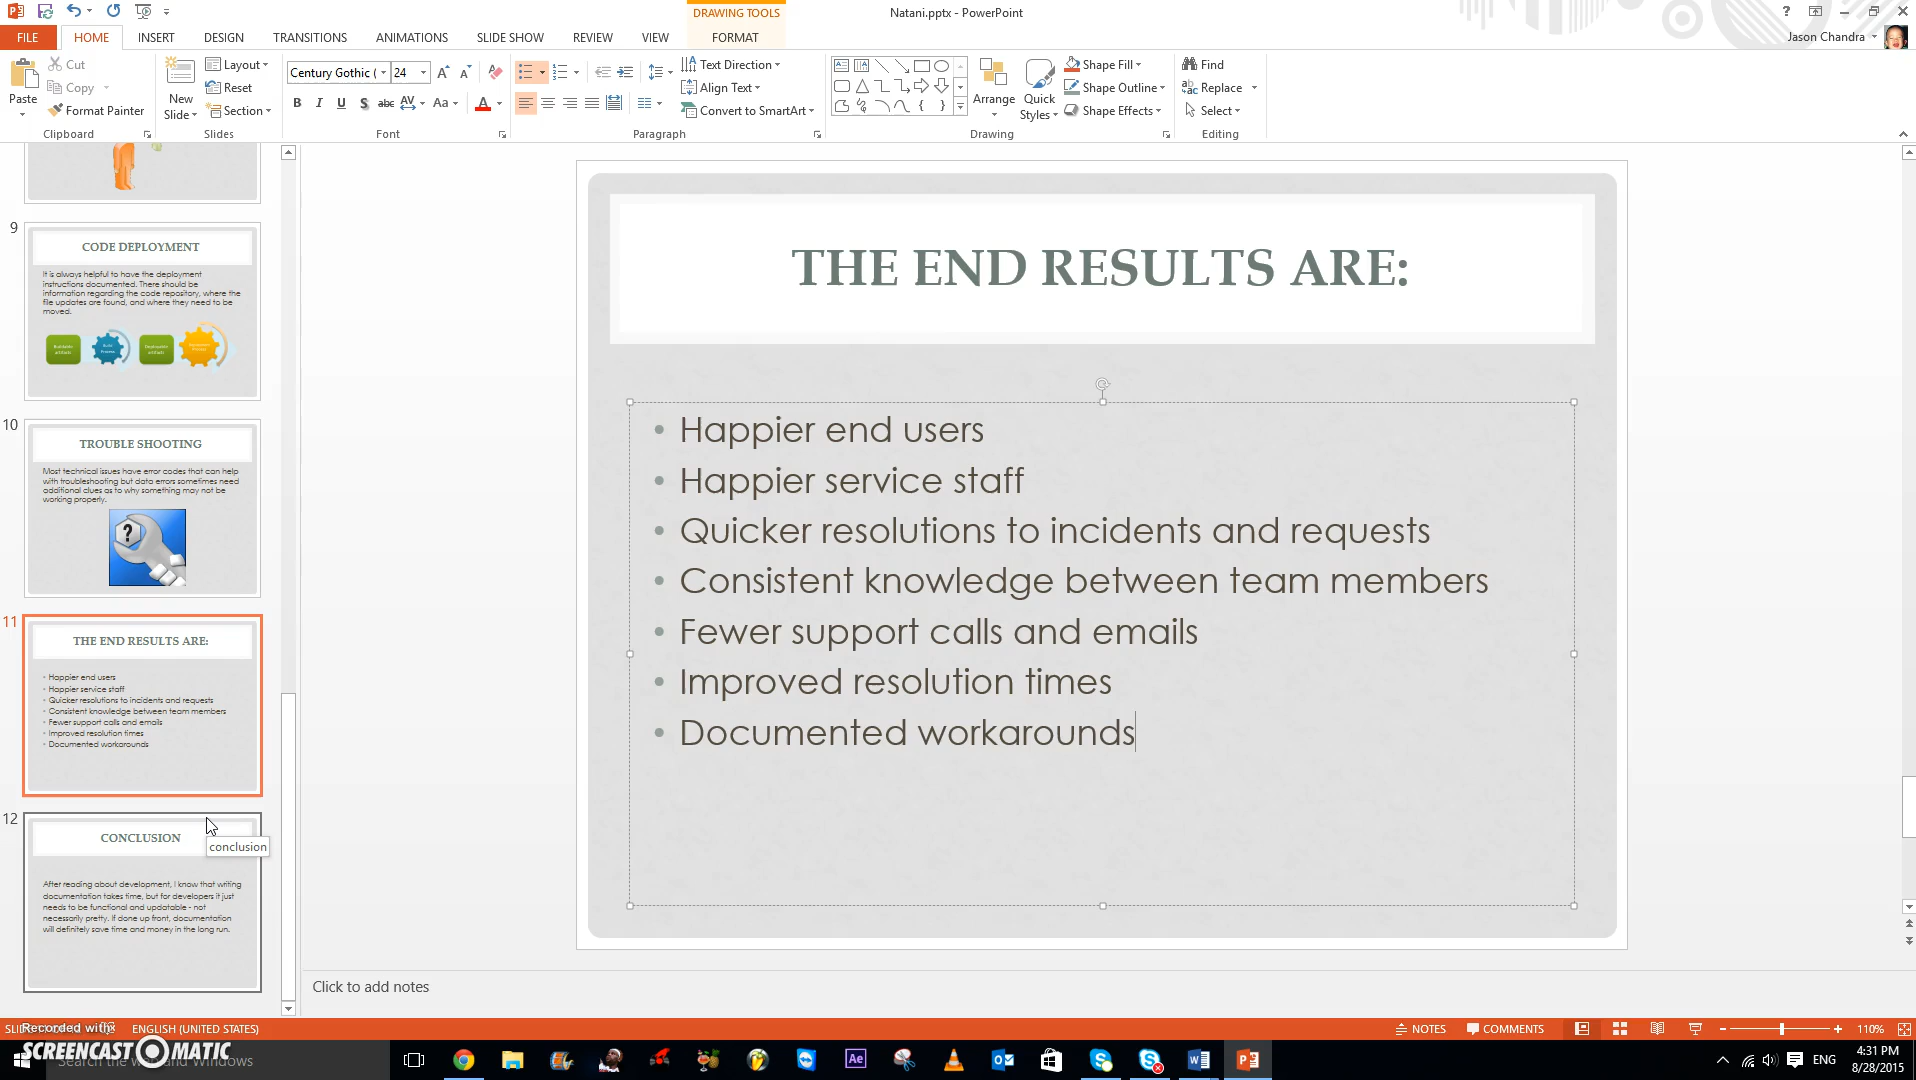 Natani.pptx - PowerPoint
DRAWING TOOLS
FILE HOME INSERT DESIGN TRANSITIONS ANIMATIONS SLIDE SHOW REVIEW VIEW FORMAT
Jason Chandra
Paste
Cut
Copy
Format Painter
Clipboard
New
Slide
Layout
Reset
Section
Slides
Century Gothic ( 24
Font
Text Direction
Align Text
Convert to SmartArt
Paragraph
Arrange
Quick
Styles
Shape Fill
Shape Outline
Shape Effects
Drawing
Find
Replace
Select
Editing
9
CODE DEPLOYMENT
It is always helpful to have the deployment
instructions documented. There should be
information regarding the code repository, where the
file updates are found, and where they need to be
moved.
10
TROUBLE SHOOTING
Most technical issues have error codes that can help
with troubleshooting but data errors sometimes need
additional clues as to why something may not be
working properly.
?
11
THE END RESULTS ARE:
• Happier end users
• Happier service staff
• Quicker resolutions to incidents and requests
• Consistent knowledge between team members
• Fewer support calls and emails
• Improved resolution times
• Documented workarounds
12
CONCLUSION
conclusion
After reading about development, I know that writing
documentation takes time, but for developers it just
needs to be functional and updatable - not
necessarily pretty. If done up front, documentation
will definitely save time and money in the long run.
THE END RESULTS ARE:
• Happier end users
• Happier service staff
• Quicker resolutions to incidents and requests
• Consistent knowledge between team members
• Fewer support calls and emails
• Improved resolution times
• Documented workarounds
Click to add notes
Recorded with
ENGLISH (UNITED STATES)
NOTES COMMENTS 110%
SCREENCAST MATIC
Ae
ENG
4:31 PM
8/28/2015